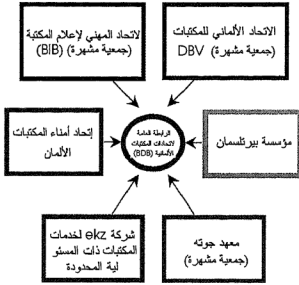 لاتحاد المهني لإعلام المكتبة
(جمعية مشهرة) (BIB)
الاتحاد الألماني للمكتبات
(جمعية مشهرة) DBV
إتحاد أمناء المكتبات
الألمان
الرابطة العامة
لاتحادات المكتبات
الألمانية (BDB)
مؤسسة بيرتلسمان
شركة ekz لخدمات
المكتبات ذات المسئو
لية المحدودة
معهد جوته
(جمعية مشهرة)